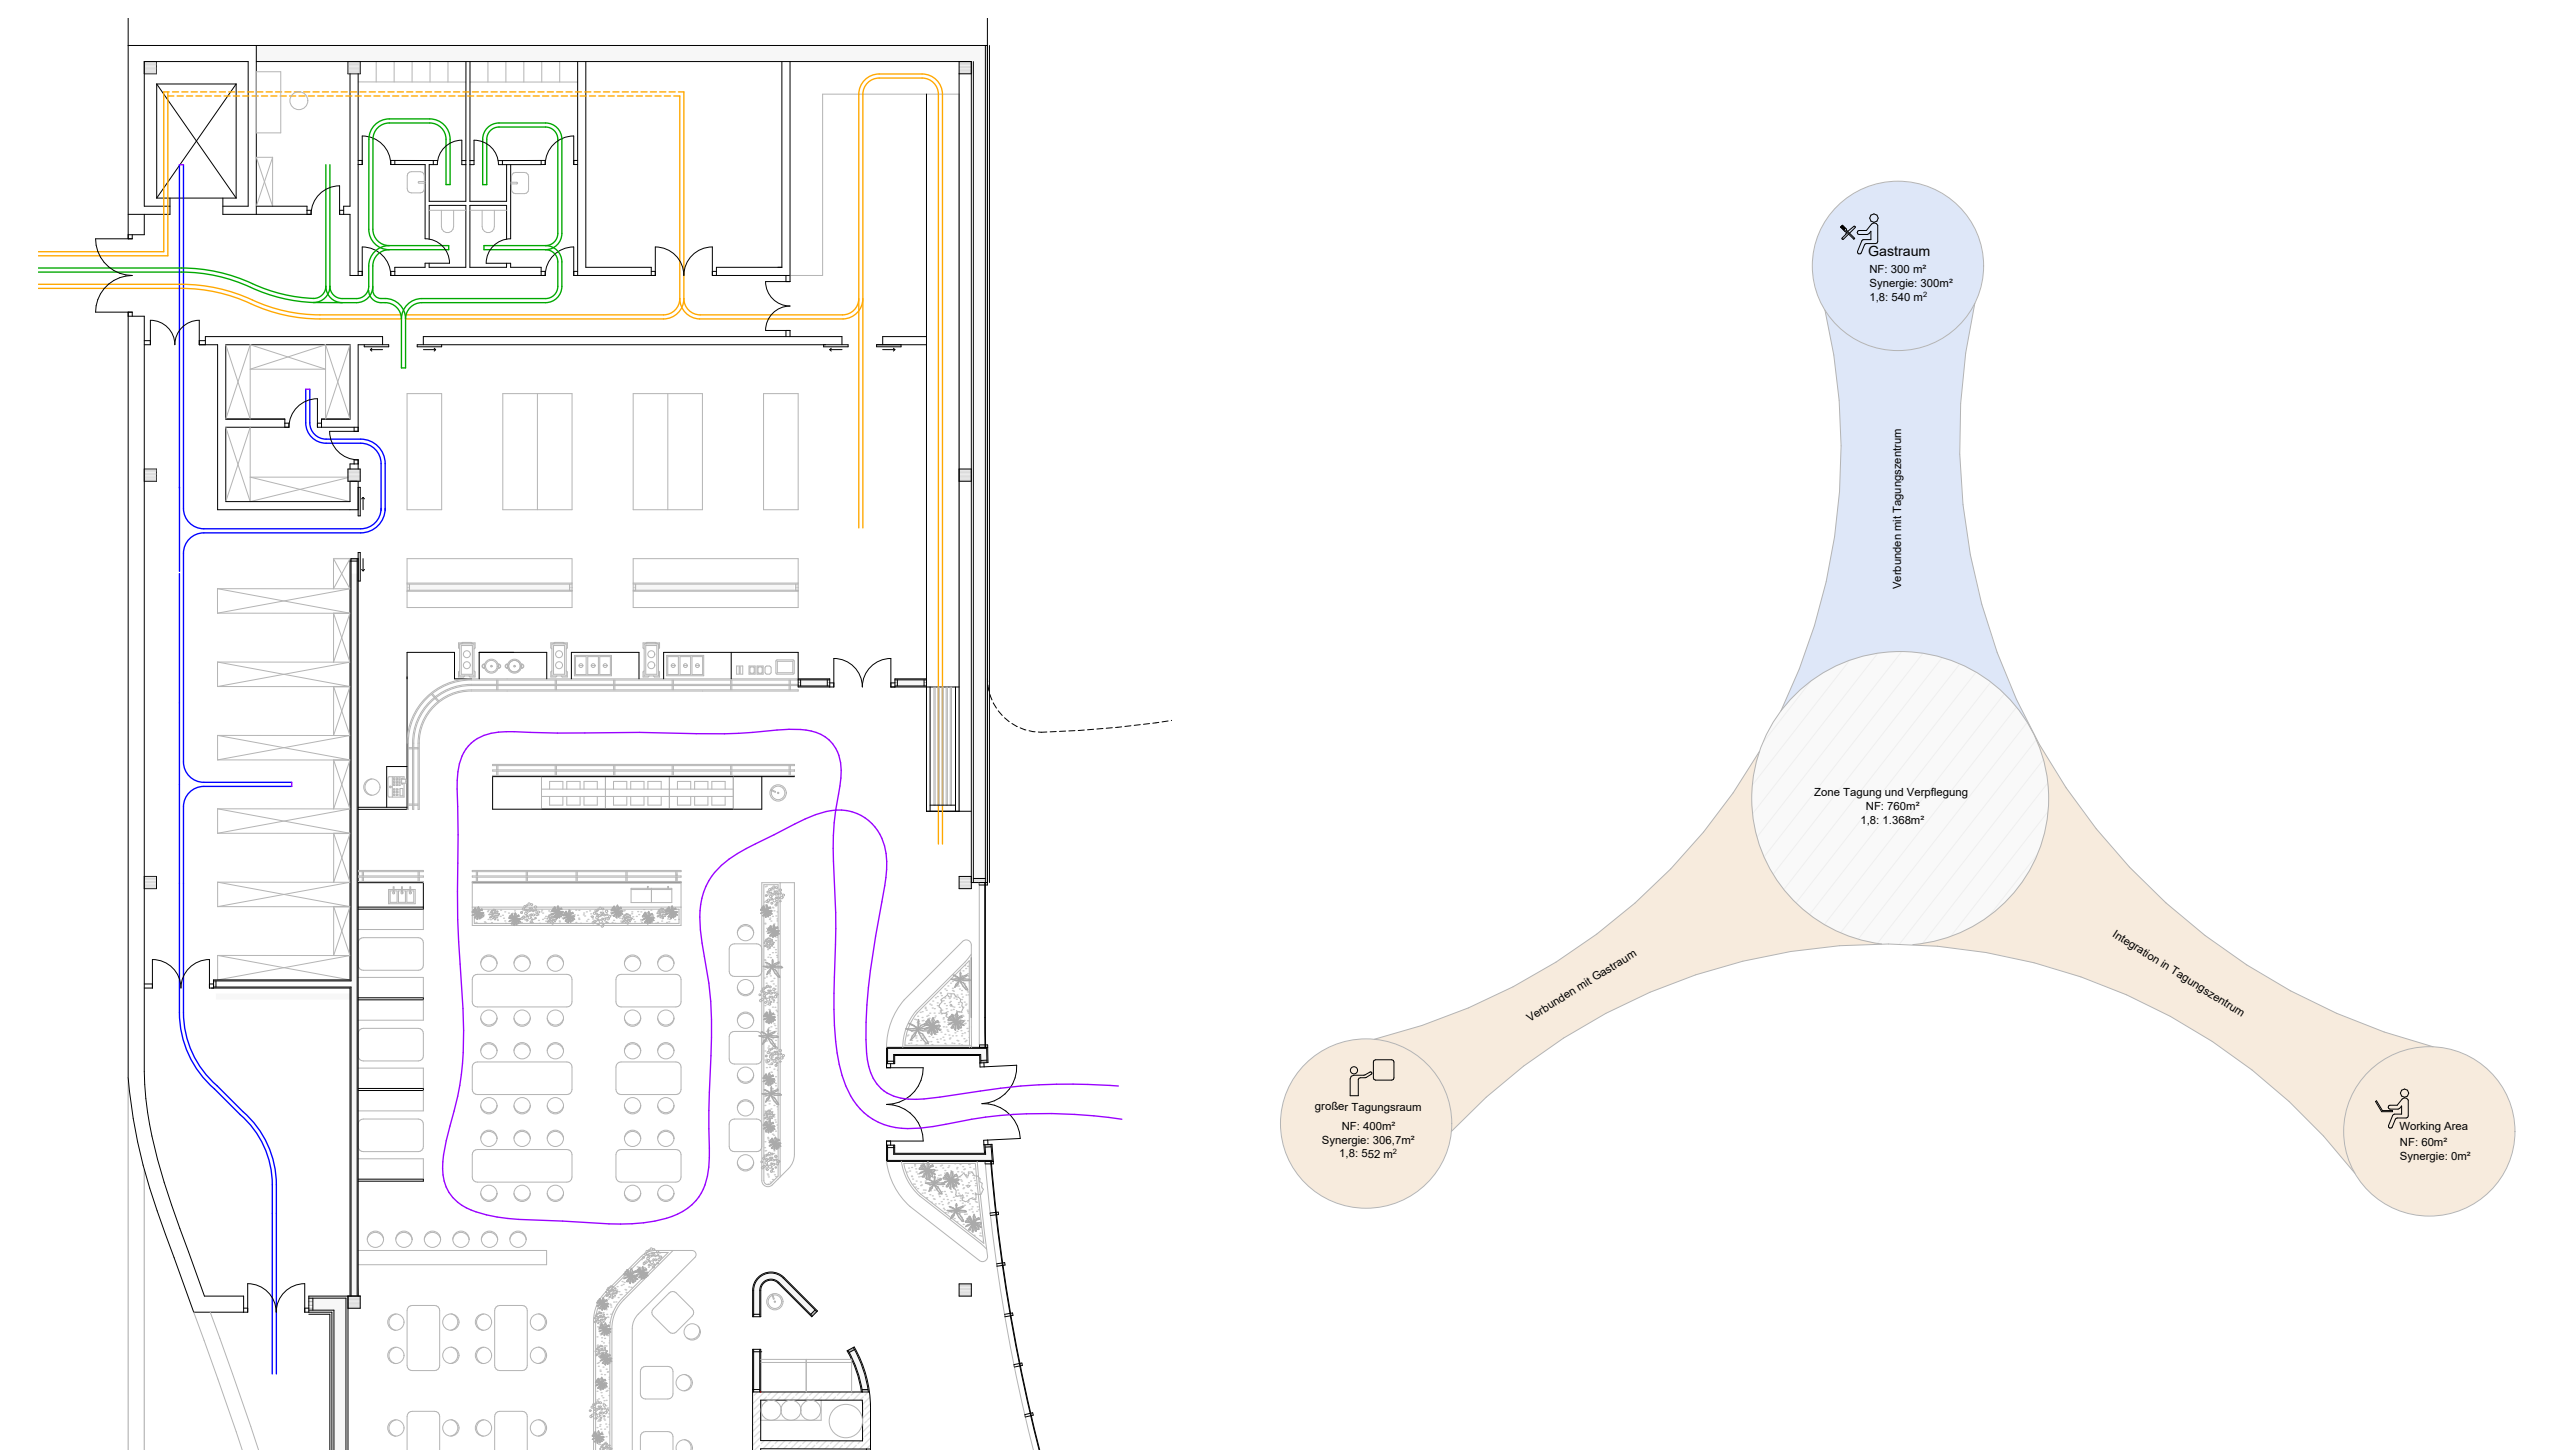 Gastraum
NF: 300 m²
Synergie: 300m²
1,8: 540 m²
Verbunden mit Tagungszentrum
Zone Tagung und Verpflegung
NF: 760m²
1,8: 1.368m²
Verbunden mit Gastraum
Integration in Tagungszentrum
großer Tagungsraum
NF: 400m²
Synergie: 306,7m²
1,8: 552 m²
Working Area
NF: 60m²
Synergie: 0m²